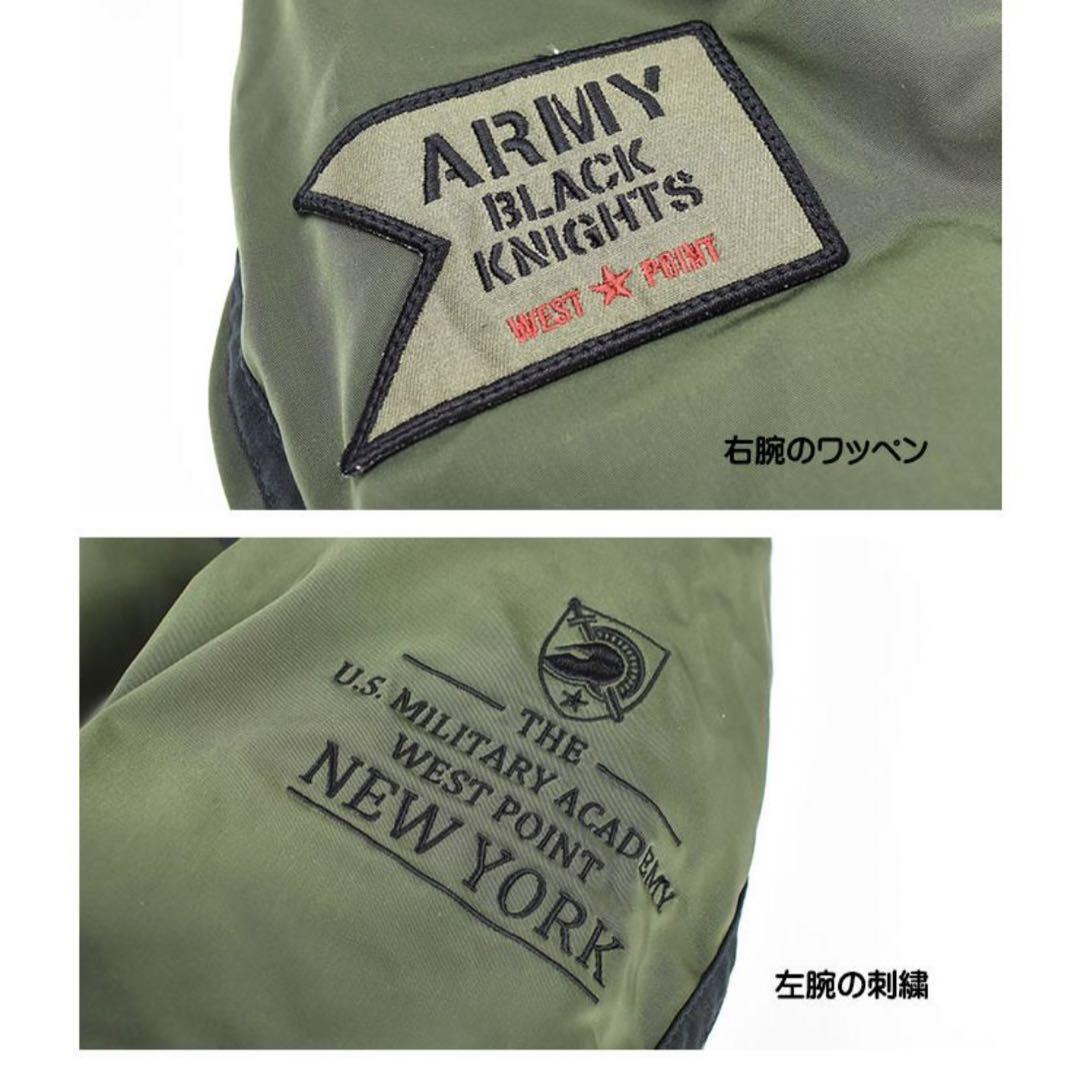 ARMY
BLACK
KNIGHTS
WEST ★ POINT
右腕のワッペン
THE
U.S. MILITARY ACADEMY
WEST POINT
NEW YORK
左腕の刺繍